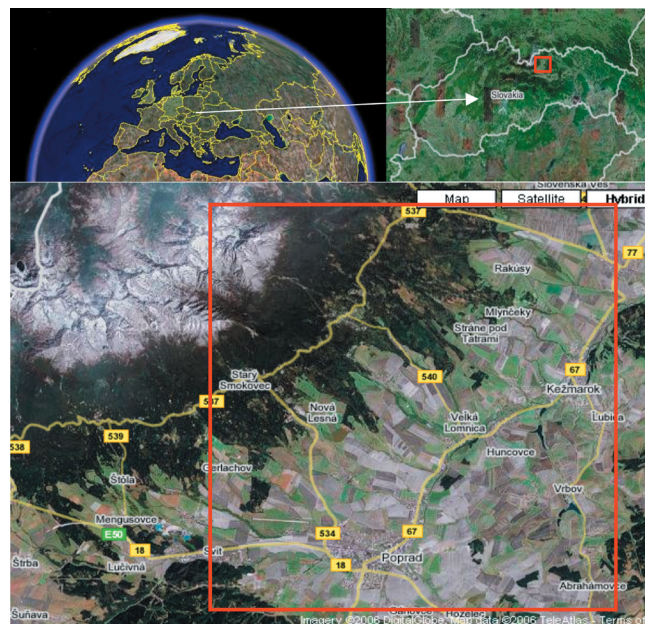 Slovakia
Slovenská Ves
Map
Satellite
Hybrid
537
77
Rakúsy
Mlynčeky
Stráne pod
Tatrami
67
540
Kežmarok
Starý
Smokovec
537
Nová
Lesná
Veľká
Lomnica
Ľubica
538
539
Huncovce
Gerlachov
Štôla
Vrbov
Mengusovce
E50
534
67
18
Svit
Poprad
Štrba
Lučivná
18
Abrahámovce
Šuňava
Gánovce
Hozelec
Imagery ©2006 DigitalGlobe, Map data ©2006 TeleAtlas - Terms of